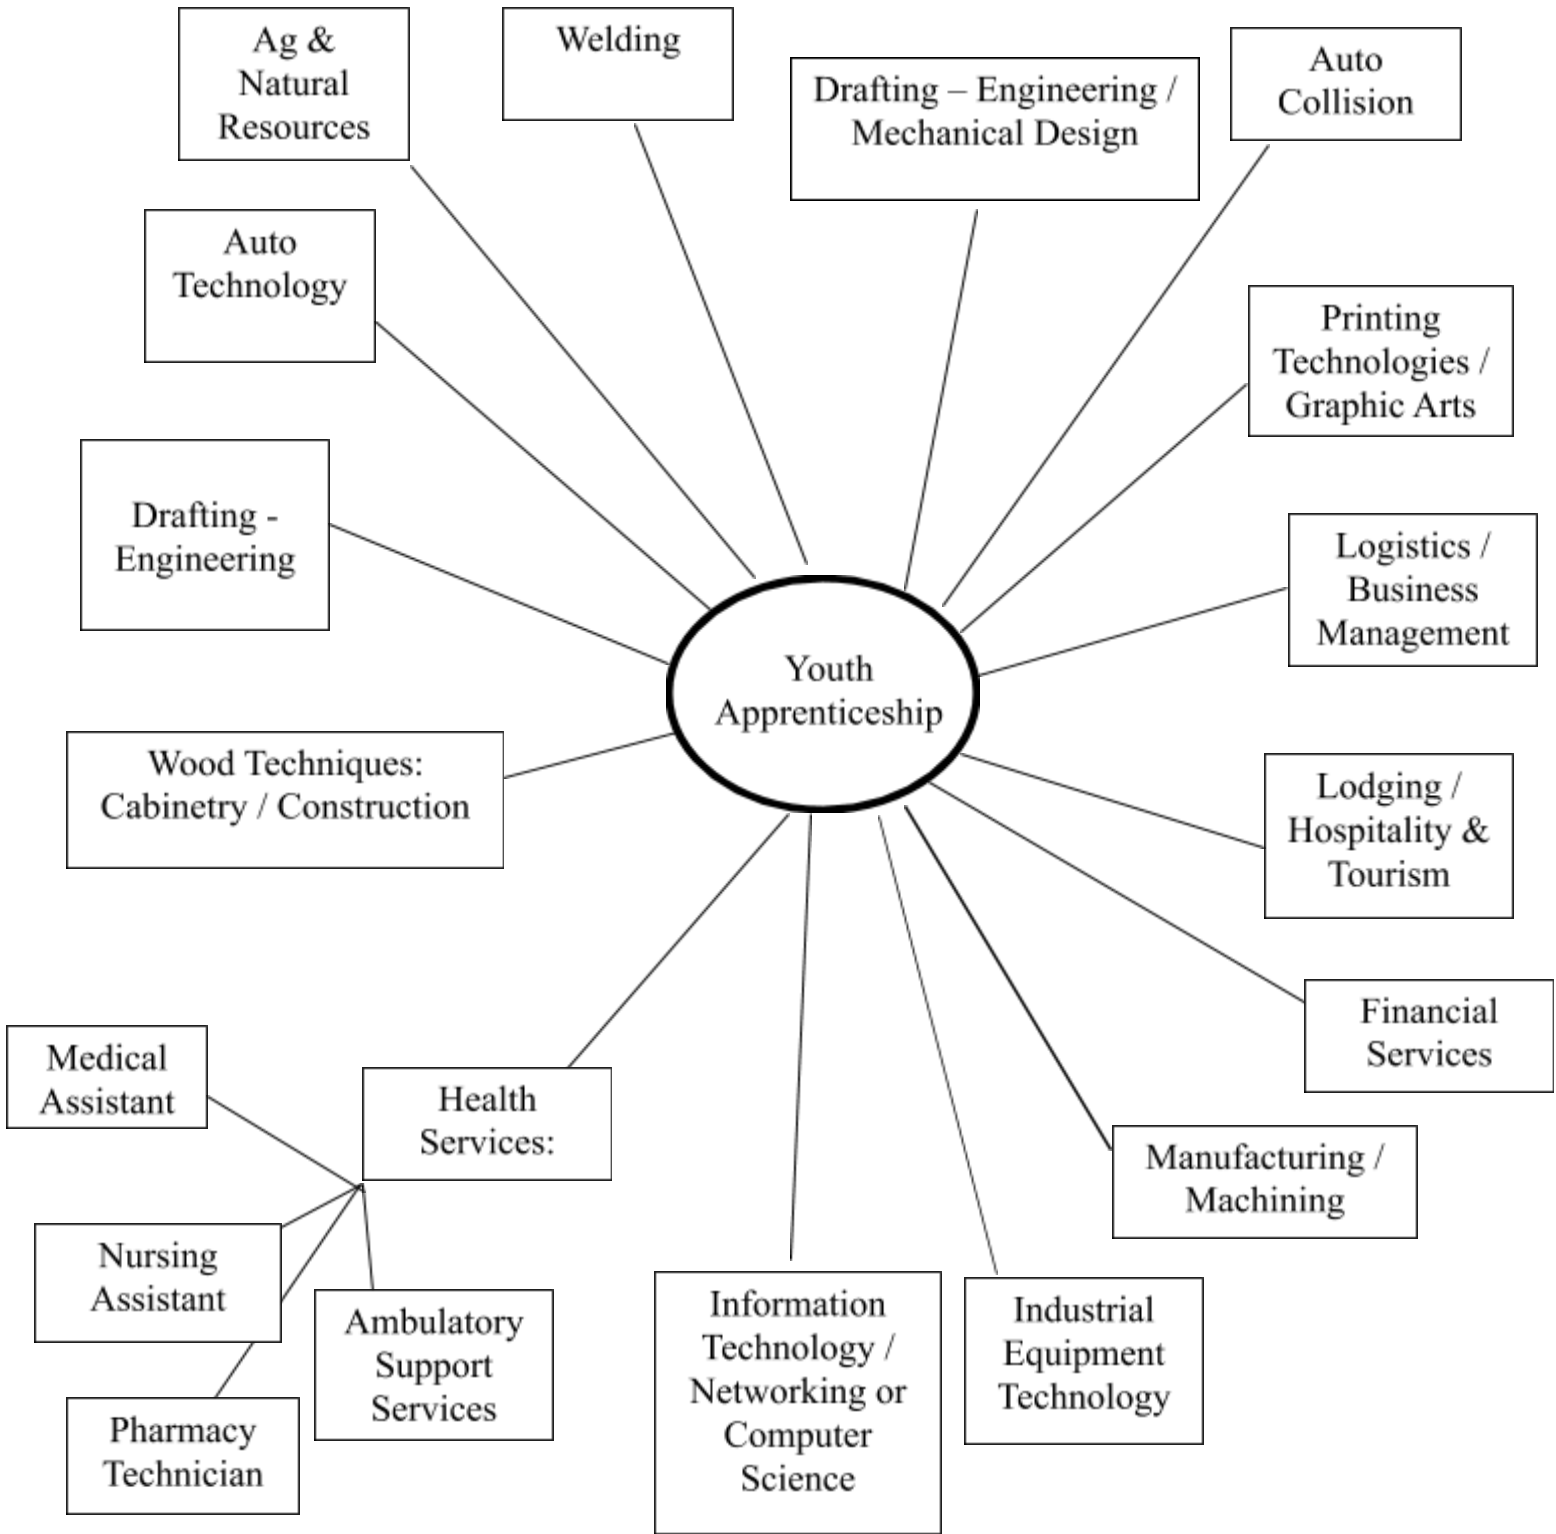 Ag &
Natural
Resources
Welding
Drafting – Engineering /
Mechanical Design
Auto
Collision
Auto
Technology
Printing
Technologies /
Graphic Arts
Drafting -
Engineering
Logistics /
Business
Management
Youth
Apprenticeship
Wood Techniques:
Cabinetry / Construction
Lodging /
Hospitality &
Tourism
Financial
Services
Medical
Assistant
Health
Services:
Manufacturing /
Machining
Nursing
Assistant
Ambulatory
Support
Services
Information
Technology /
Networking or
Computer
Science
Industrial
Equipment
Technology
Pharmacy
Technician